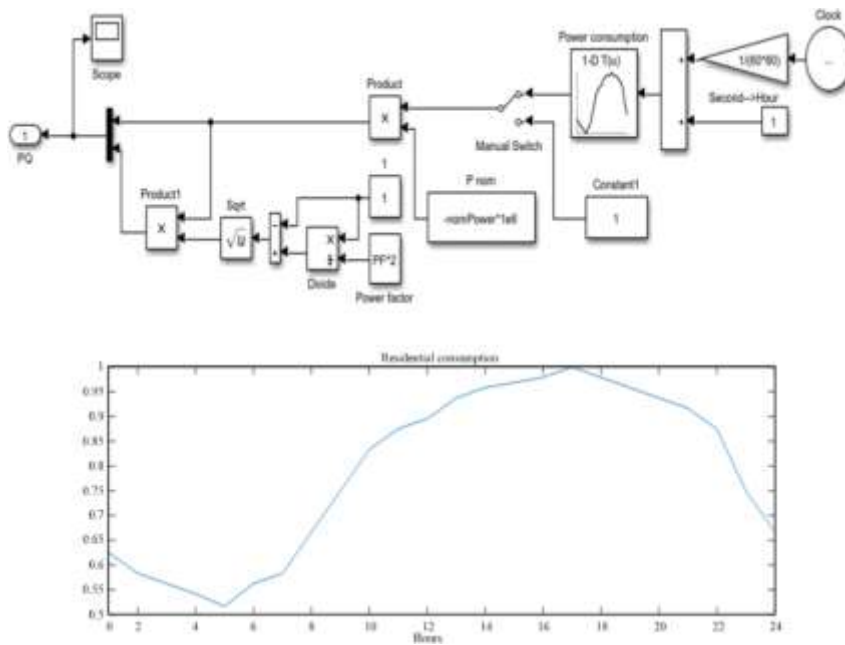 Clock
Power consumption
1-D T(u)
1/(60*60)
Scope
Product
Second-->Hour
+
+
1
X
1
PQ
Manual Switch
1
P nom
Constant1
Product1
Sqrt
1
-nomPower*1e6
1
X
√u
−
+
X
÷
PF^2
Divide
Power factor
Residential consumption
1
0.95
0.9
0.85
0.8
0.75
0.7
0.65
0.6
0.55
0.5
0 2 4 6 8 10 12 14 16 18 20 22 24
Hours